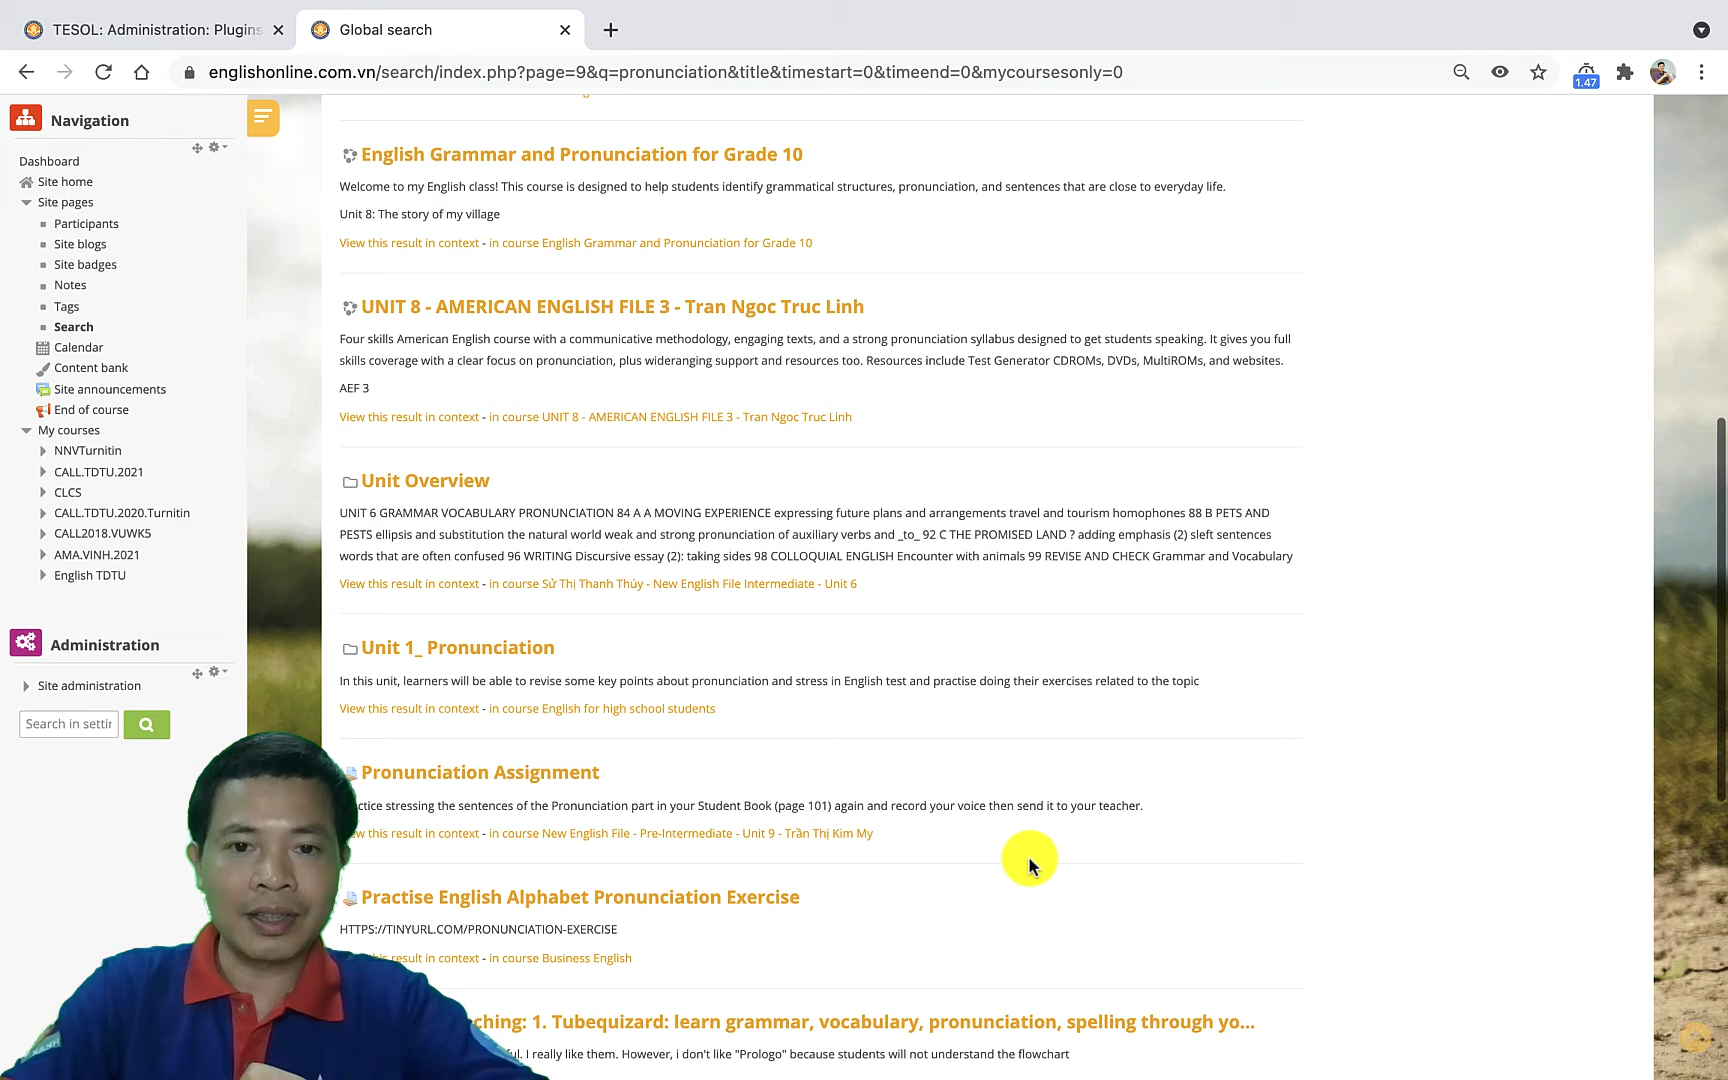 TESOL: Administration: Plugins
Global search
englishonline.com.vn/search/index.php?page=9&q=pronunciation&title&timestart=0&timeend=0&mycoursesonly=0
1.47
Navigation
Dashboard
Site home
Site pages
Participants
Site blogs
Site badges
Notes
Tags
Search
Calendar
Content bank
Site announcements
End of course
My courses
NNVTurnitin
CALL.TDTU.2021
CLCS
CALL.TDTU.2020.Turnitin
CALL2018.VUWK5
AMA.VINH.2021
English TDTU
Administration
Site administration
Search in settin
English Grammar and Pronunciation for Grade 10
Welcome to my English class! This course is designed to help students identify grammatical structures, pronunciation, and sentences that are close to everyday life.
Unit 8: The story of my village
View this result in context - in course English Grammar and Pronunciation for Grade 10
UNIT 8 - AMERICAN ENGLISH FILE 3 - Tran Ngoc Truc Linh
Four skills American English course with a communicative methodology, engaging texts, and a strong pronunciation syllabus designed to get students speaking. It gives you full
skills coverage with a clear focus on pronunciation, plus wideranging support and resources too. Resources include Test Generator CDROMs, DVDs, MultiROMs, and websites.
AEF 3
View this result in context - in course UNIT 8 - AMERICAN ENGLISH FILE 3 - Tran Ngoc Truc Linh
Unit Overview
UNIT 6 GRAMMAR VOCABULARY PRONUNCIATION 84 A A MOVING EXPERIENCE expressing future plans and arrangements travel and tourism homophones 88 B PETS AND
PESTS ellipsis and substitution the natural world weak and strong pronunciation of auxiliary verbs and _to_ 92 C THE PROMISED LAND ? adding emphasis (2) sleft sentences
words that are often confused 96 WRITING Discursive essay (2): taking sides 98 COLLOQUIAL ENGLISH Encounter with animals 99 REVISE AND CHECK Grammar and Vocabulary
View this result in context - in course Sử Thị Thanh Thúy - New English File Intermediate - Unit 6
Unit 1_ Pronunciation
In this unit, learners will be able to revise some key points about pronunciation and stress in English test and practise doing their exercises related to the topic
View this result in context - in course English for high school students
Pronunciation Assignment
ctice stressing the sentences of the Pronunciation part in your Student Book (page 101) again and record your voice then send it to your teacher.
this result in context - in course New English File - Pre-Intermediate - Unit 9 - Trần Thị Kim My
Practise English Alphabet Pronunciation Exercise
HTTPS://TINYURL.COM/PRONUNCIATION-EXERCISE
this result in context - in course Business English
ching: 1. Tubequizard: learn grammar, vocabulary, pronunciation, spelling through yo...
ful. I really like them. However, i don't like "Prologo" because students will not understand the flowchart